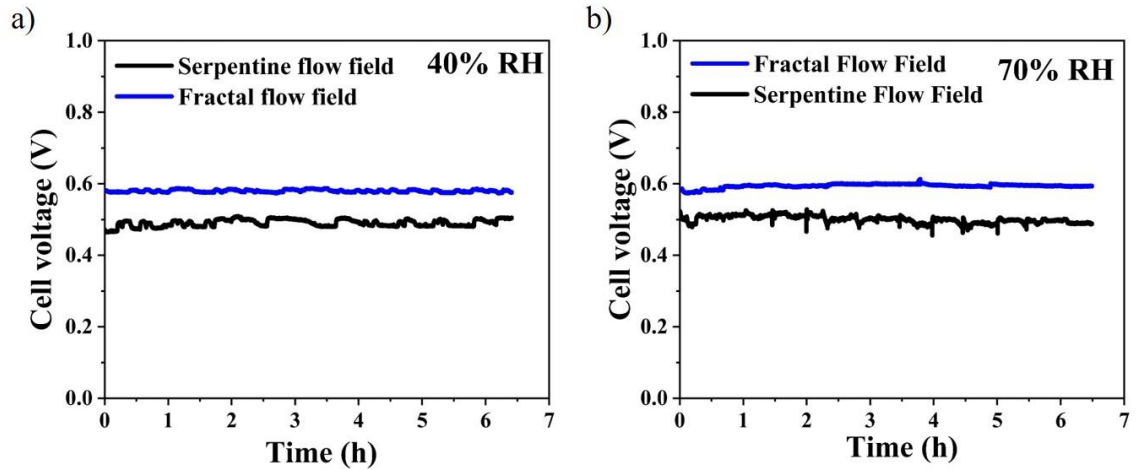 a)
1.0
0.8
0.6
0.4
0.2
0.0
Cell voltage (V)
Serpentine flow field
Fractal flow field
40% RH
0 1 2 3 4 5 6 7
Time (h)
b)
1.0
0.8
0.6
0.4
0.2
0.0
Cell voltage (V)
Fractal Flow Field
Serpentine Flow Field
70% RH
0 1 2 3 4 5 6 7
Time (h)